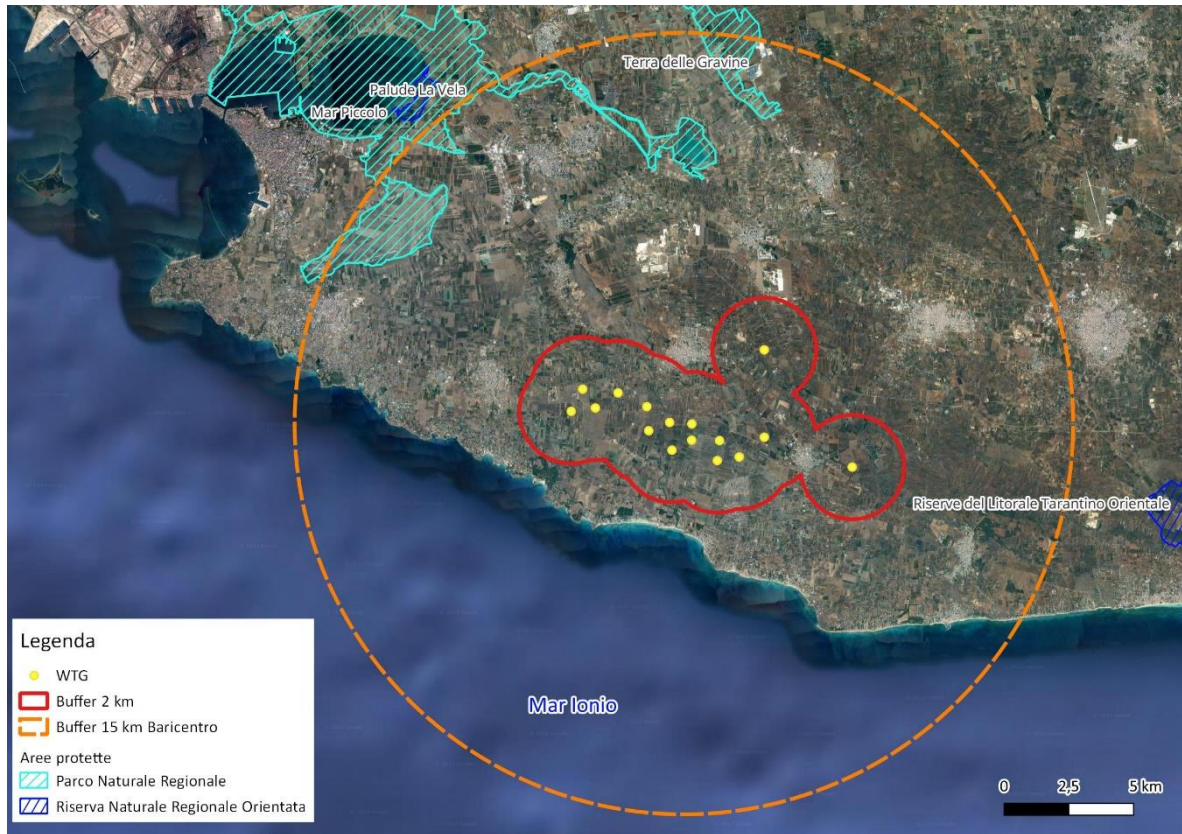 Terra delle Gravine
Palude La Vela
Mar Piccolo
Riserve del Litorale Tarantino Orientale
Mar Ionio
Legenda
WTG
Buffer 2 km
Buffer 15 km Baricentro
Aree protette
Parco Naturale Regionale
Riserva Naturale Regionale Orientata
0 2,5 5 km